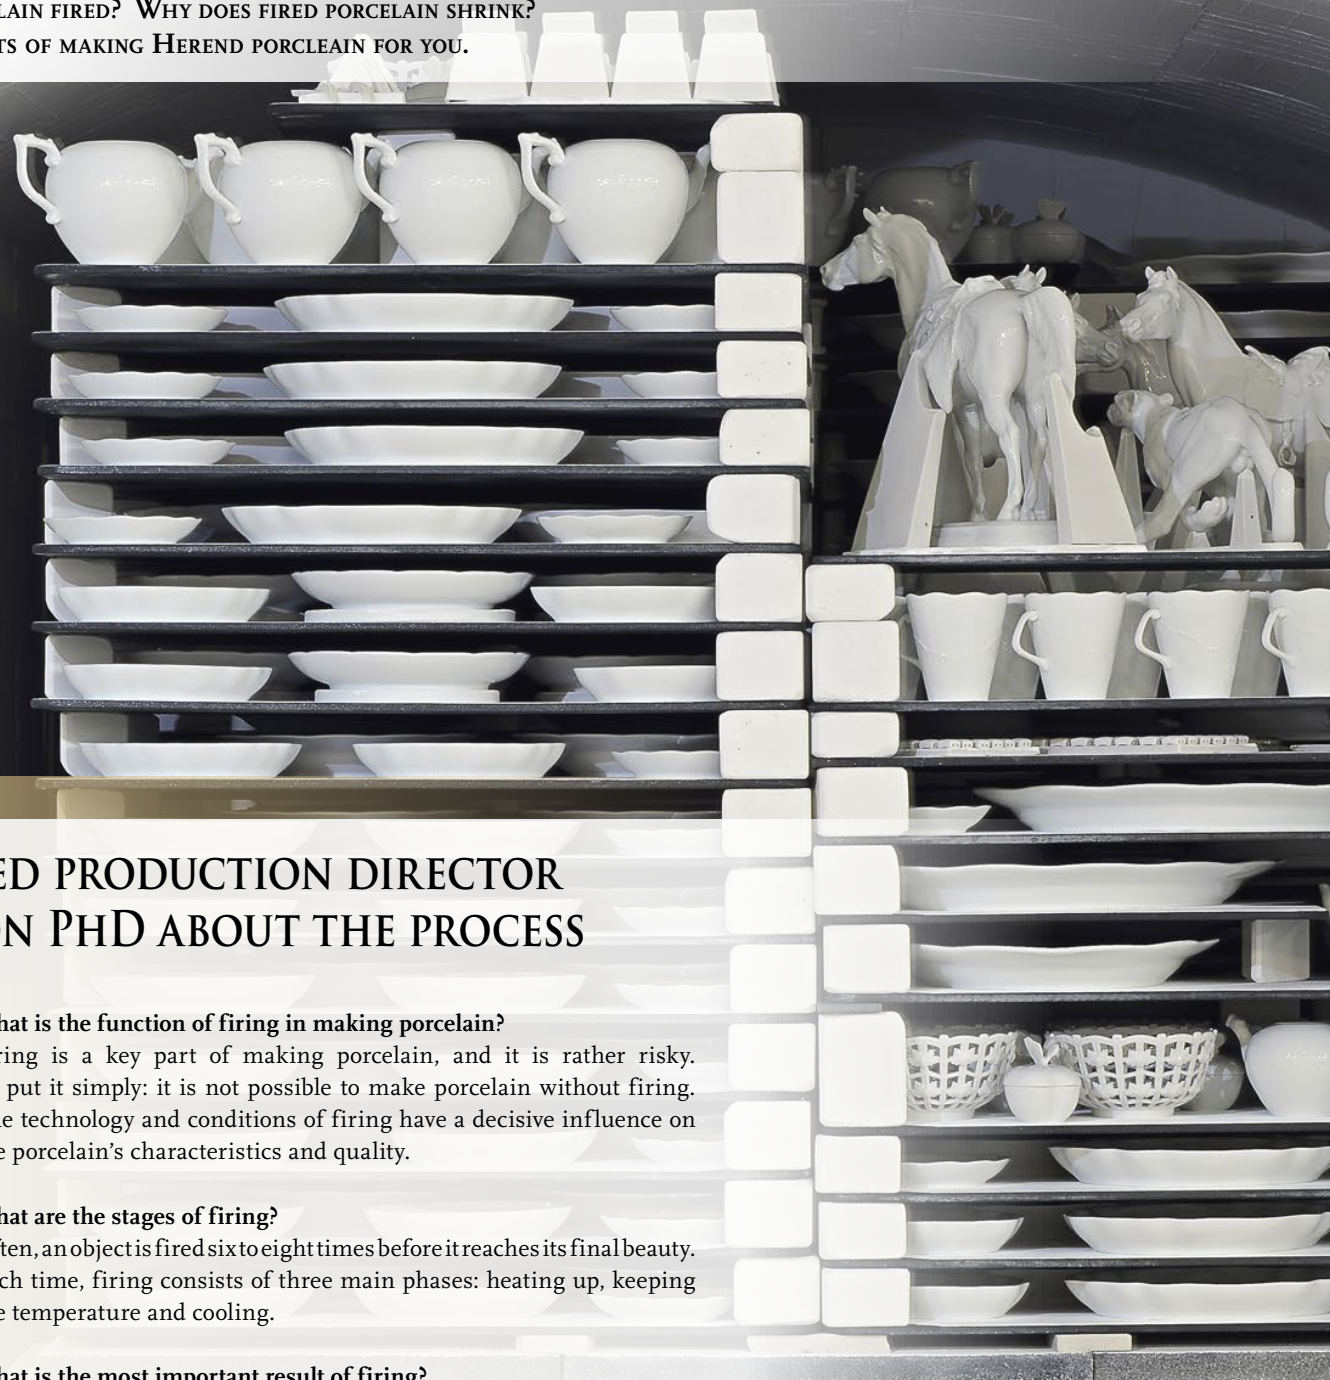 LAIN FIRED? WHY DOES FIRED PORCELAIN SHRINK?
TS OF MAKING HEREND PORCLEAIN FOR YOU.
ED PRODUCTION DIRECTOR
ON PHD ABOUT THE PROCESS
hat is the function of firing in making porcelain?
ring is a key part of making porcelain, and it is rather risky.
put it simply: it is not possible to make porcelain without firing.
e technology and conditions of firing have a decisive influence on
e porcelain's characteristics and quality.
hat are the stages of firing?
ten, an object is fired six to eight times before it reaches its final beauty.
ch time, firing consists of three main phases: heating up, keeping
e temperature and cooling.
hat is the most important result of firing?